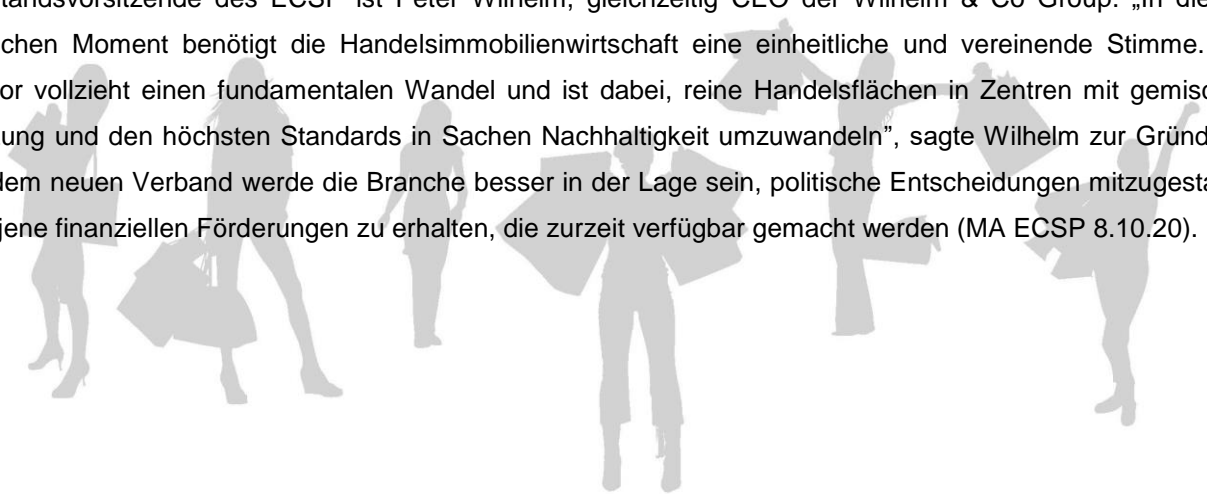 standsvorsitzende des ECSP ist Peter Wilhelm, gleichzeitig CEO der Wilhelm & Co Group. „In die
chen Moment benötigt die Handelsimmobilienwirtschaft eine einheitliche und vereinende Stimme.
or vollzieht einen fundamentalen Wandel und ist dabei, reine Handelsflächen in Zentren mit gemisc
ung und den höchsten Standards in Sachen Nachhaltigkeit umzuwandeln”, sagte Wilhelm zur Gründ
dem neuen Verband werde die Branche besser in der Lage sein, politische Entscheidungen mitzugesta
jene finanziellen Förderungen zu erhalten, die zurzeit verfügbar gemacht werden (MA ECSP 8.10.20).